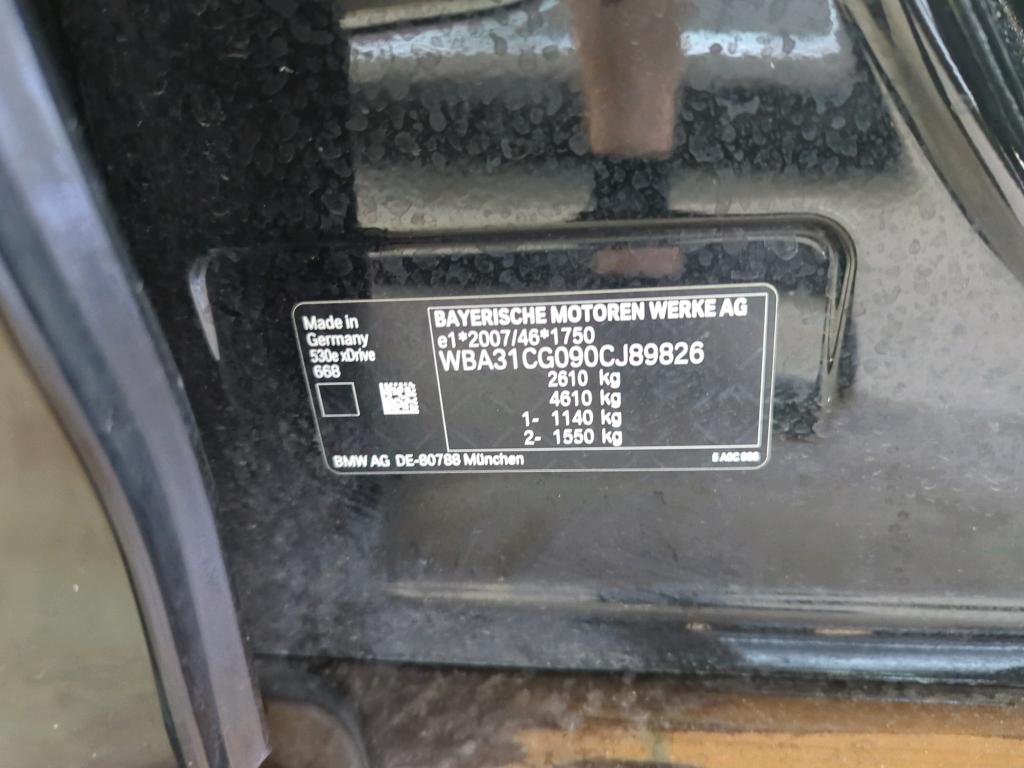 Made in
Germany
530e xDrive
668
BAYERISCHE MOTOREN WERKE AG
e1*2007/46*1750
WBA31CG090CJ89826
2610 kg
4610 kg
1- 1140 kg
2- 1550 kg
BMW AG DE-80788 München